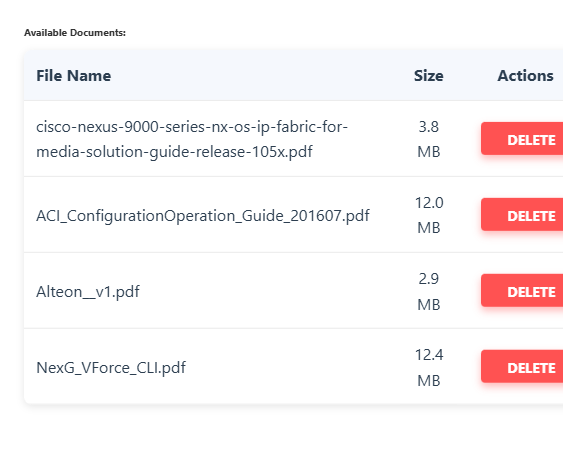 Available Documents:
File Name Size Actions
cisco-nexus-9000-series-nx-os-ip-fabric-for- 3.8
media-solution-guide-release-105x.pdf MB
DELETE
ACI_ConfigurationOperation_Guide_201607.pdf 12.0
MB
DELETE
Alteon__v1.pdf 2.9
MB
DELETE
NexG_VForce_CLI.pdf 12.4
MB
DELETE